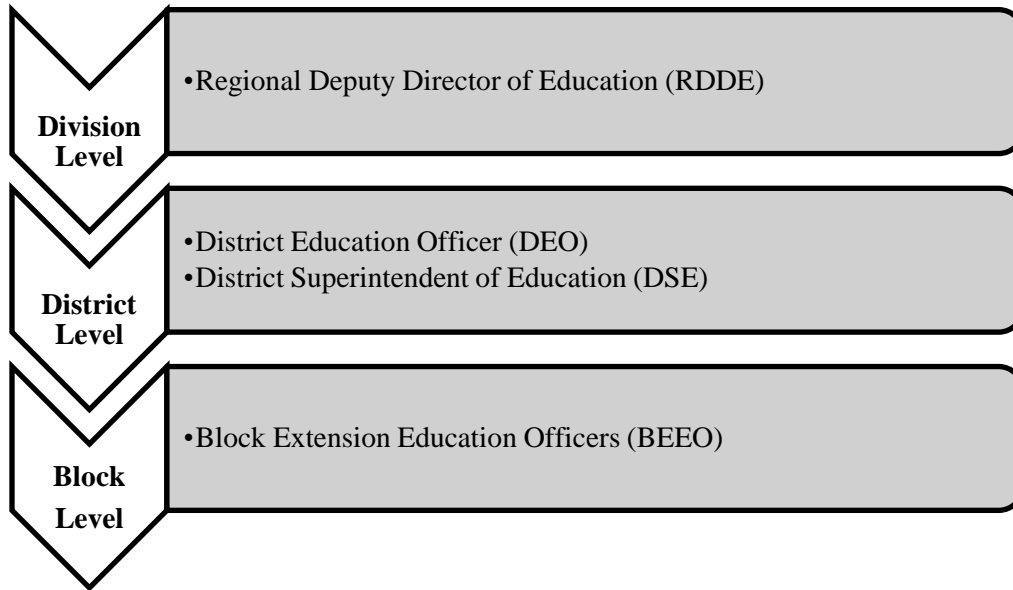 Division
Level
•Regional Deputy Director of Education (RDDE)
District
Level
•District Education Officer (DEO)
•District Superintendent of Education (DSE)
Block
Level
•Block Extension Education Officers (BEEO)